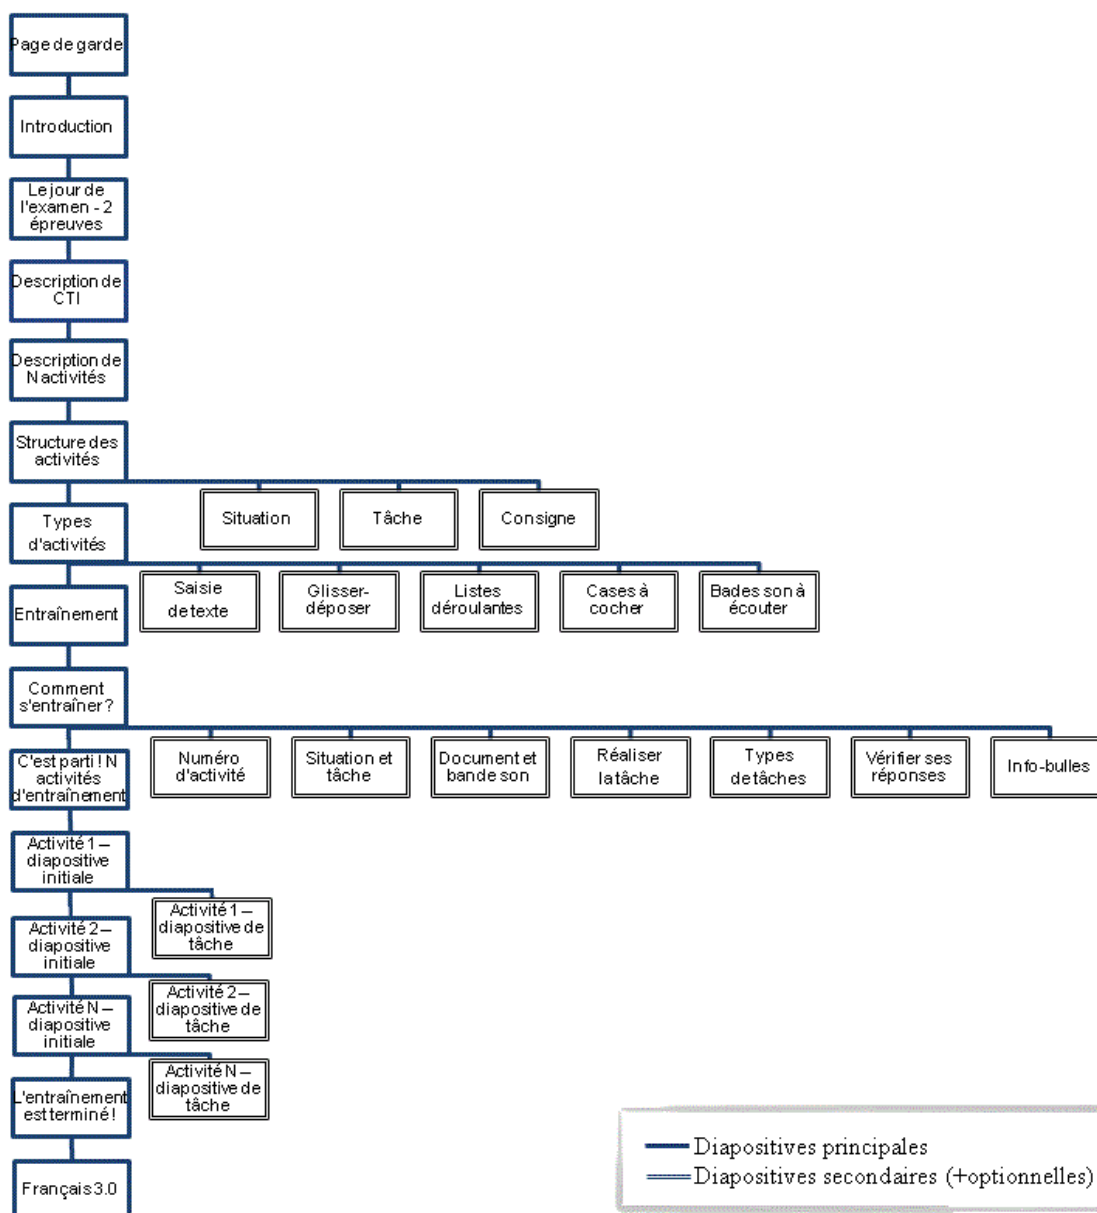 Page de garde
Introduction
Le jour de
l'examen - 2
épreuves
Description de
CTI
Description de
N activités
Structure des
activités
Situation
Tâche
Consigne
Types
d'activités
Saisie
de texte
Glisser-
déposer
Listes
déroulantes
Cases à
cocher
Bades son à
écouter
Entraînement
Comment
s'entraîner ?
Numéro
d'activité
Situation et
tâche
Document et
bande son
Réaliser
la tâche
Types
de tâches
Vérifier ses
réponses
Info-bulles
C'est parti ! N
activités
d'entraînement
Activité 1 –
diapositive
initiale
Activité 1 –
diapositive de
tâche
Activité 2 –
diapositive
initiale
Activité 2 –
diapositive de
tâche
Activité N –
diapositive
initiale
Activité N –
diapositive de
tâche
L'entraînement
est terminé !
Français 3.0
Diapositives principales
Diapositives secondaires (+optionnelles)